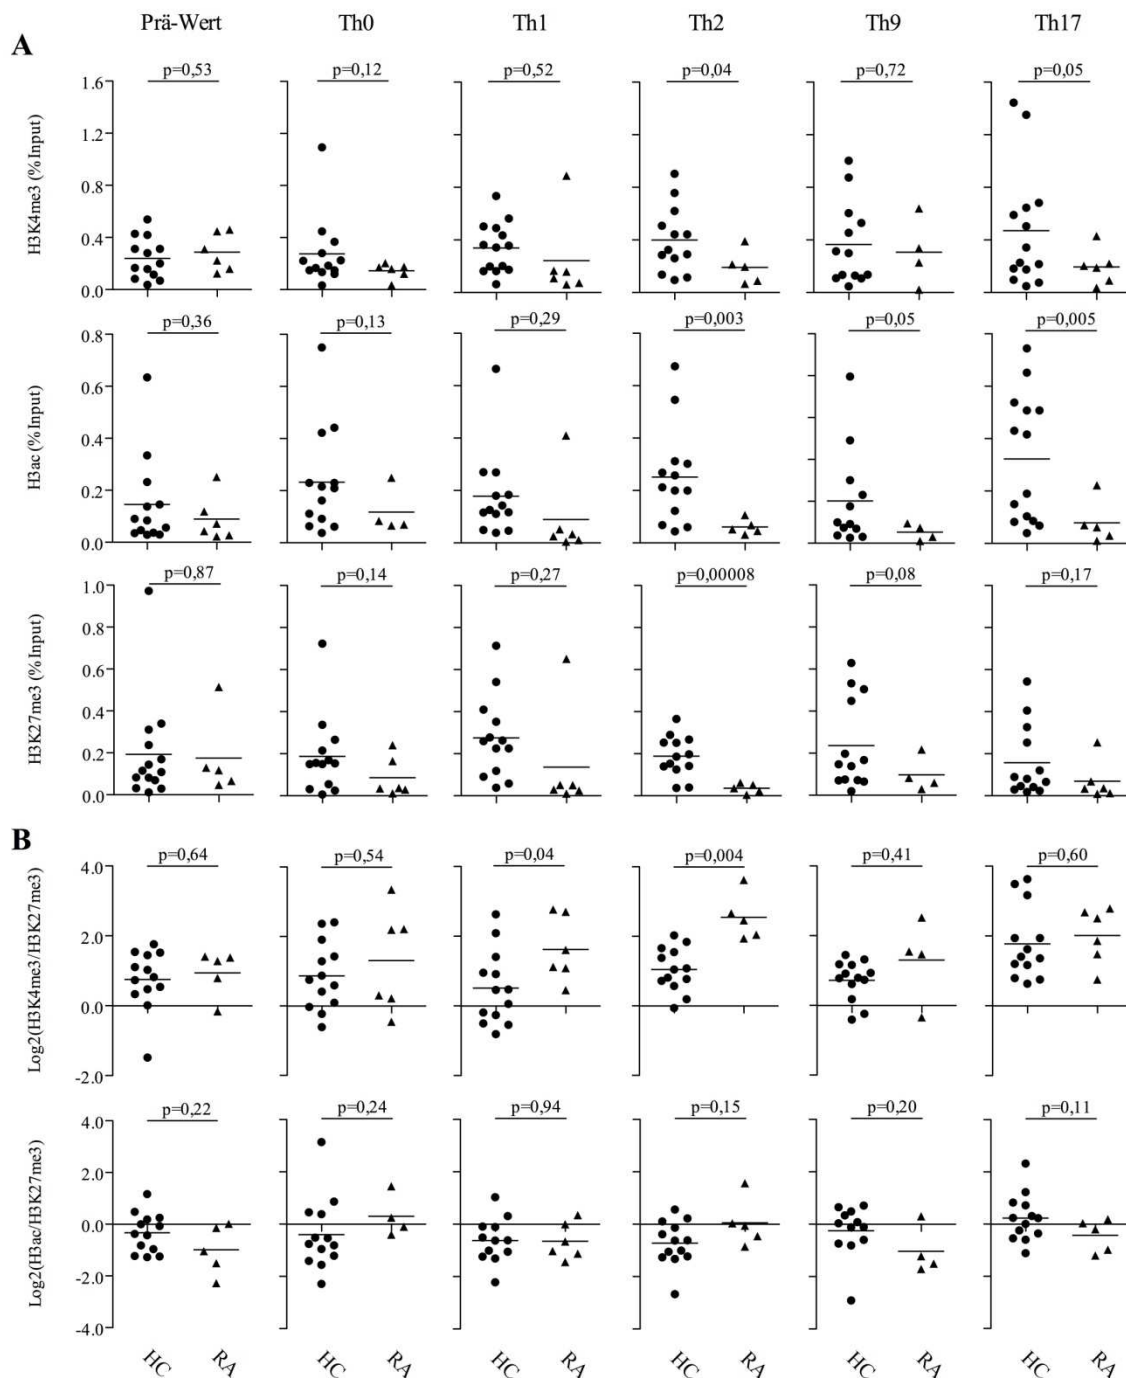 Prä-Wert Th0 Th1 Th2 Th9 Th17
A
p=0,53 p=0,12 p=0,52 p=0,04 p=0,72 p=0,05
1.6
1.2
0.8
0.4
0.0
H3K4me3 (%Input)
p=0,36 p=0,13 p=0,29 p=0,003 p=0,05 p=0,005
0.8
0.6
0.4
0.2
0.0
H3ac (%Input)
p=0,87 p=0,14 p=0,27 p=0,00008 p=0,08 p=0,17
1.0
0.8
0.6
0.4
0.2
0.0
H3K27me3 (%Input)
B
p=0,64 p=0,54 p=0,04 p=0,004 p=0,41 p=0,60
4.0
2.0
0.0
-2.0
Log2(H3K4me3/H3K27me3)
p=0,22 p=0,24 p=0,94 p=0,15 p=0,20 p=0,11
4.0
2.0
0.0
-2.0
-4.0
Log2(H3ac/H3K27me3)
HC RA HC RA HC RA HC RA HC RA HC RA